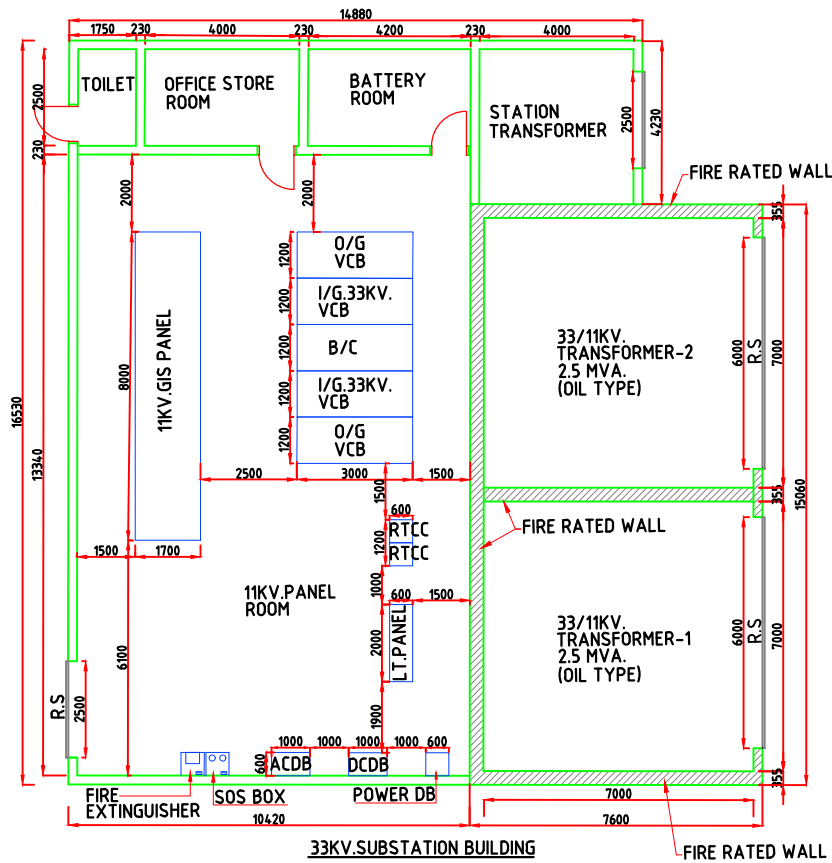 14880
1750
230
4000
230
4200
230
4000
TOILET
OFFICE STORE
ROOM
BATTERY
ROOM
STATION
TRANSFORMER
2500
230
2500
4230
FIRE RATED WALL
355
2000
2000
16530
13340
8000
11KV.GIS PANEL
1200
O/G
VCB
1200
I/G.33KV.
VCB
1200
B/C
1200
I/G.33KV.
VCB
1200
O/G
VCB
33/11KV.
TRANSFORMER-2
2.5 MVA.
(OIL TYPE)
6000
R.S
7000
15060
2500
3000
1500
1500
355
600
RTCC
RTCC
1200
FIRE RATED WALL
1500
1700
1000
600
1500
11KV.PANEL
ROOM
LT.PANEL
2000
33/11KV.
TRANSFORMER-1
2.5 MVA.
(OIL TYPE)
6000
R.S
7000
6100
R.S
2500
1900
1000
1000
1000
1000
600
600
ACDB
DCDB
355
FIRE
EXTINGUISHER
SOS BOX
POWER DB
7000
10420
7600
33KV.SUBSTATION BUILDING
FIRE RATED WALL